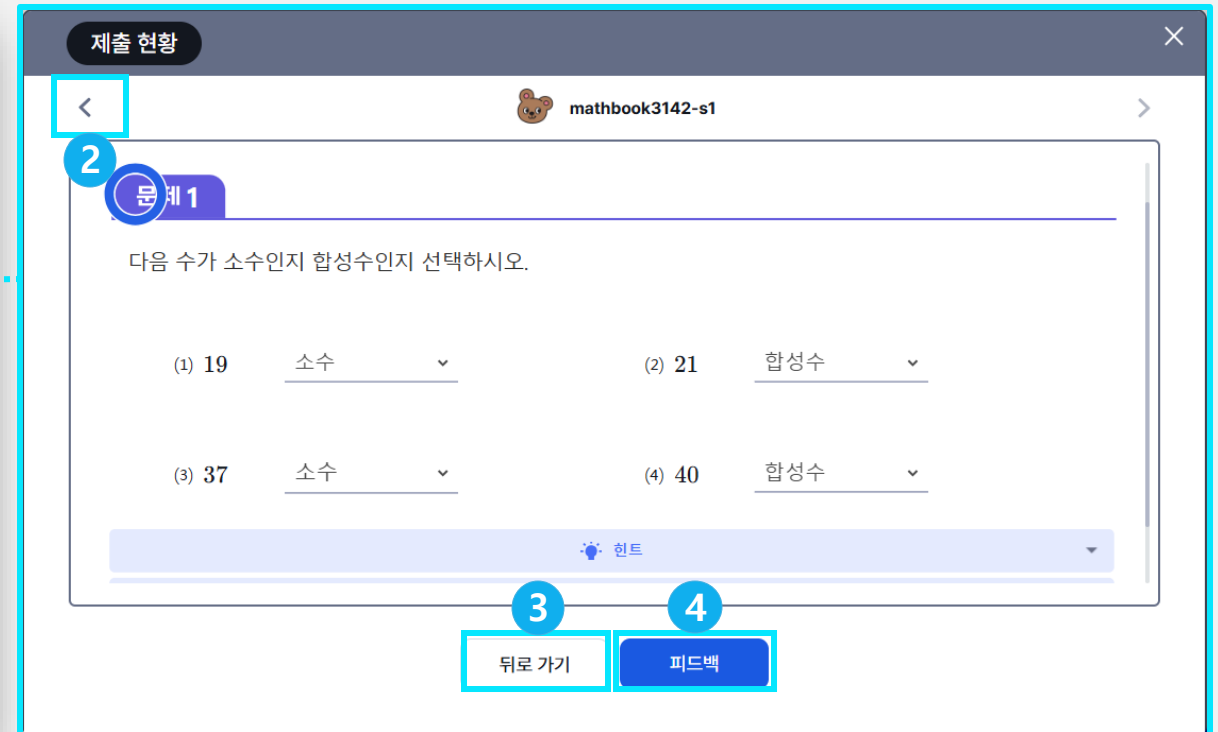 제출 현황
mathbook3142-s1
2
문제 1
다음 수가 소수인지 합성수인지 선택하시오.
(1) 19 소수 (2) 21 합성수
(3) 37 소수 (4) 40 합성수
힌트
3 4
뒤로 가기 피드백